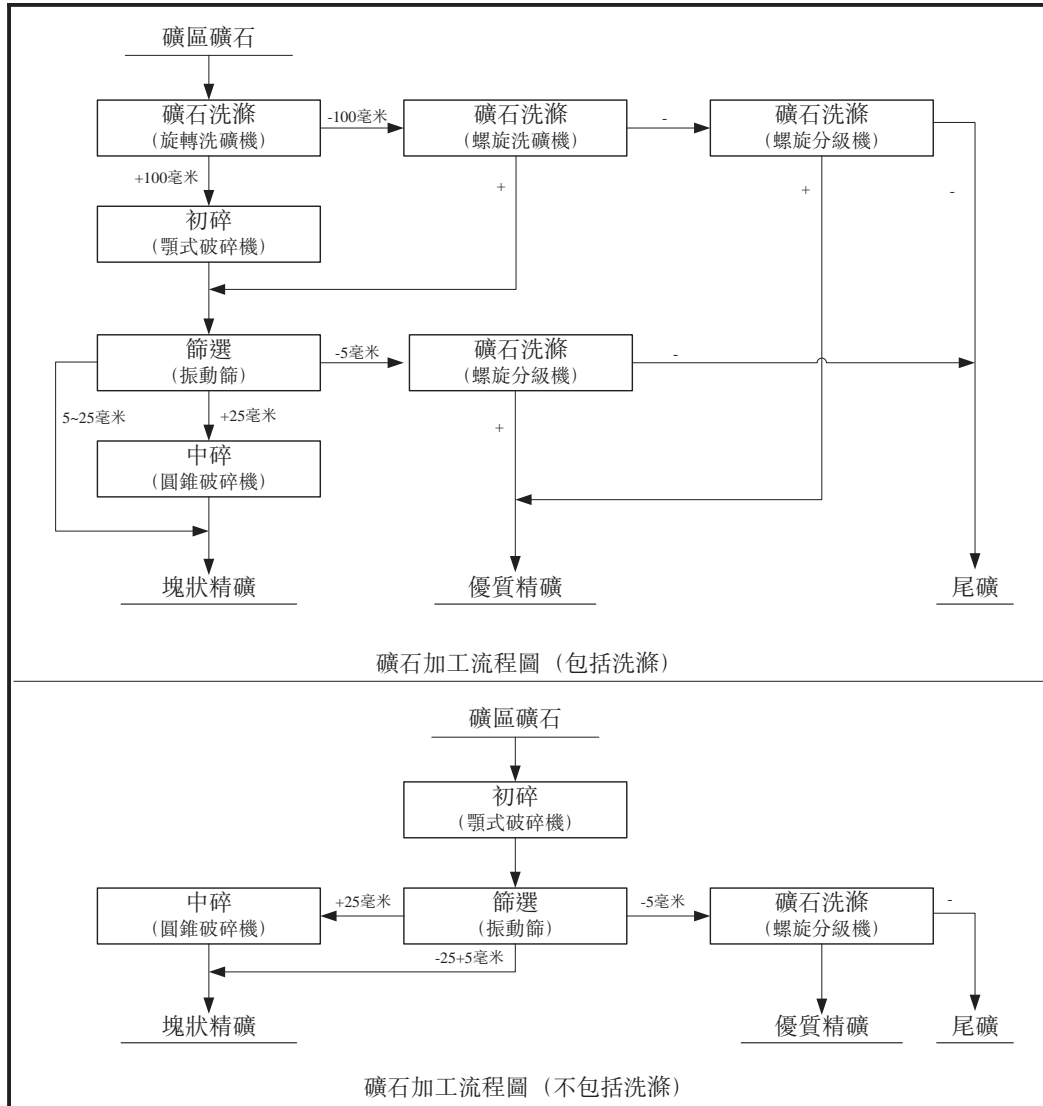 礦區礦石
礦石洗滌
(旋轉洗礦機)
-100毫米
礦石洗滌
(螺旋洗礦機)
-
礦石洗滌
(螺旋分級機)
+100毫米
+
+
-
初碎
(顎式破碎機)
篩選
(振動篩)
-5毫米
礦石洗滌
(螺旋分級機)
-
5~25毫米
+25毫米
+
中碎
(圓錐破碎機)
塊狀精礦
優質精礦
尾礦
礦石加工流程圖（包括洗滌）
礦區礦石
初碎
(顎式破碎機)
中碎
(圓錐破碎機)
+25毫米
篩選
(振動篩)
-5毫米
礦石洗滌
(螺旋分級機)
-
-25+5毫米
塊狀精礦
優質精礦
尾礦
礦石加工流程圖（不包括洗滌）